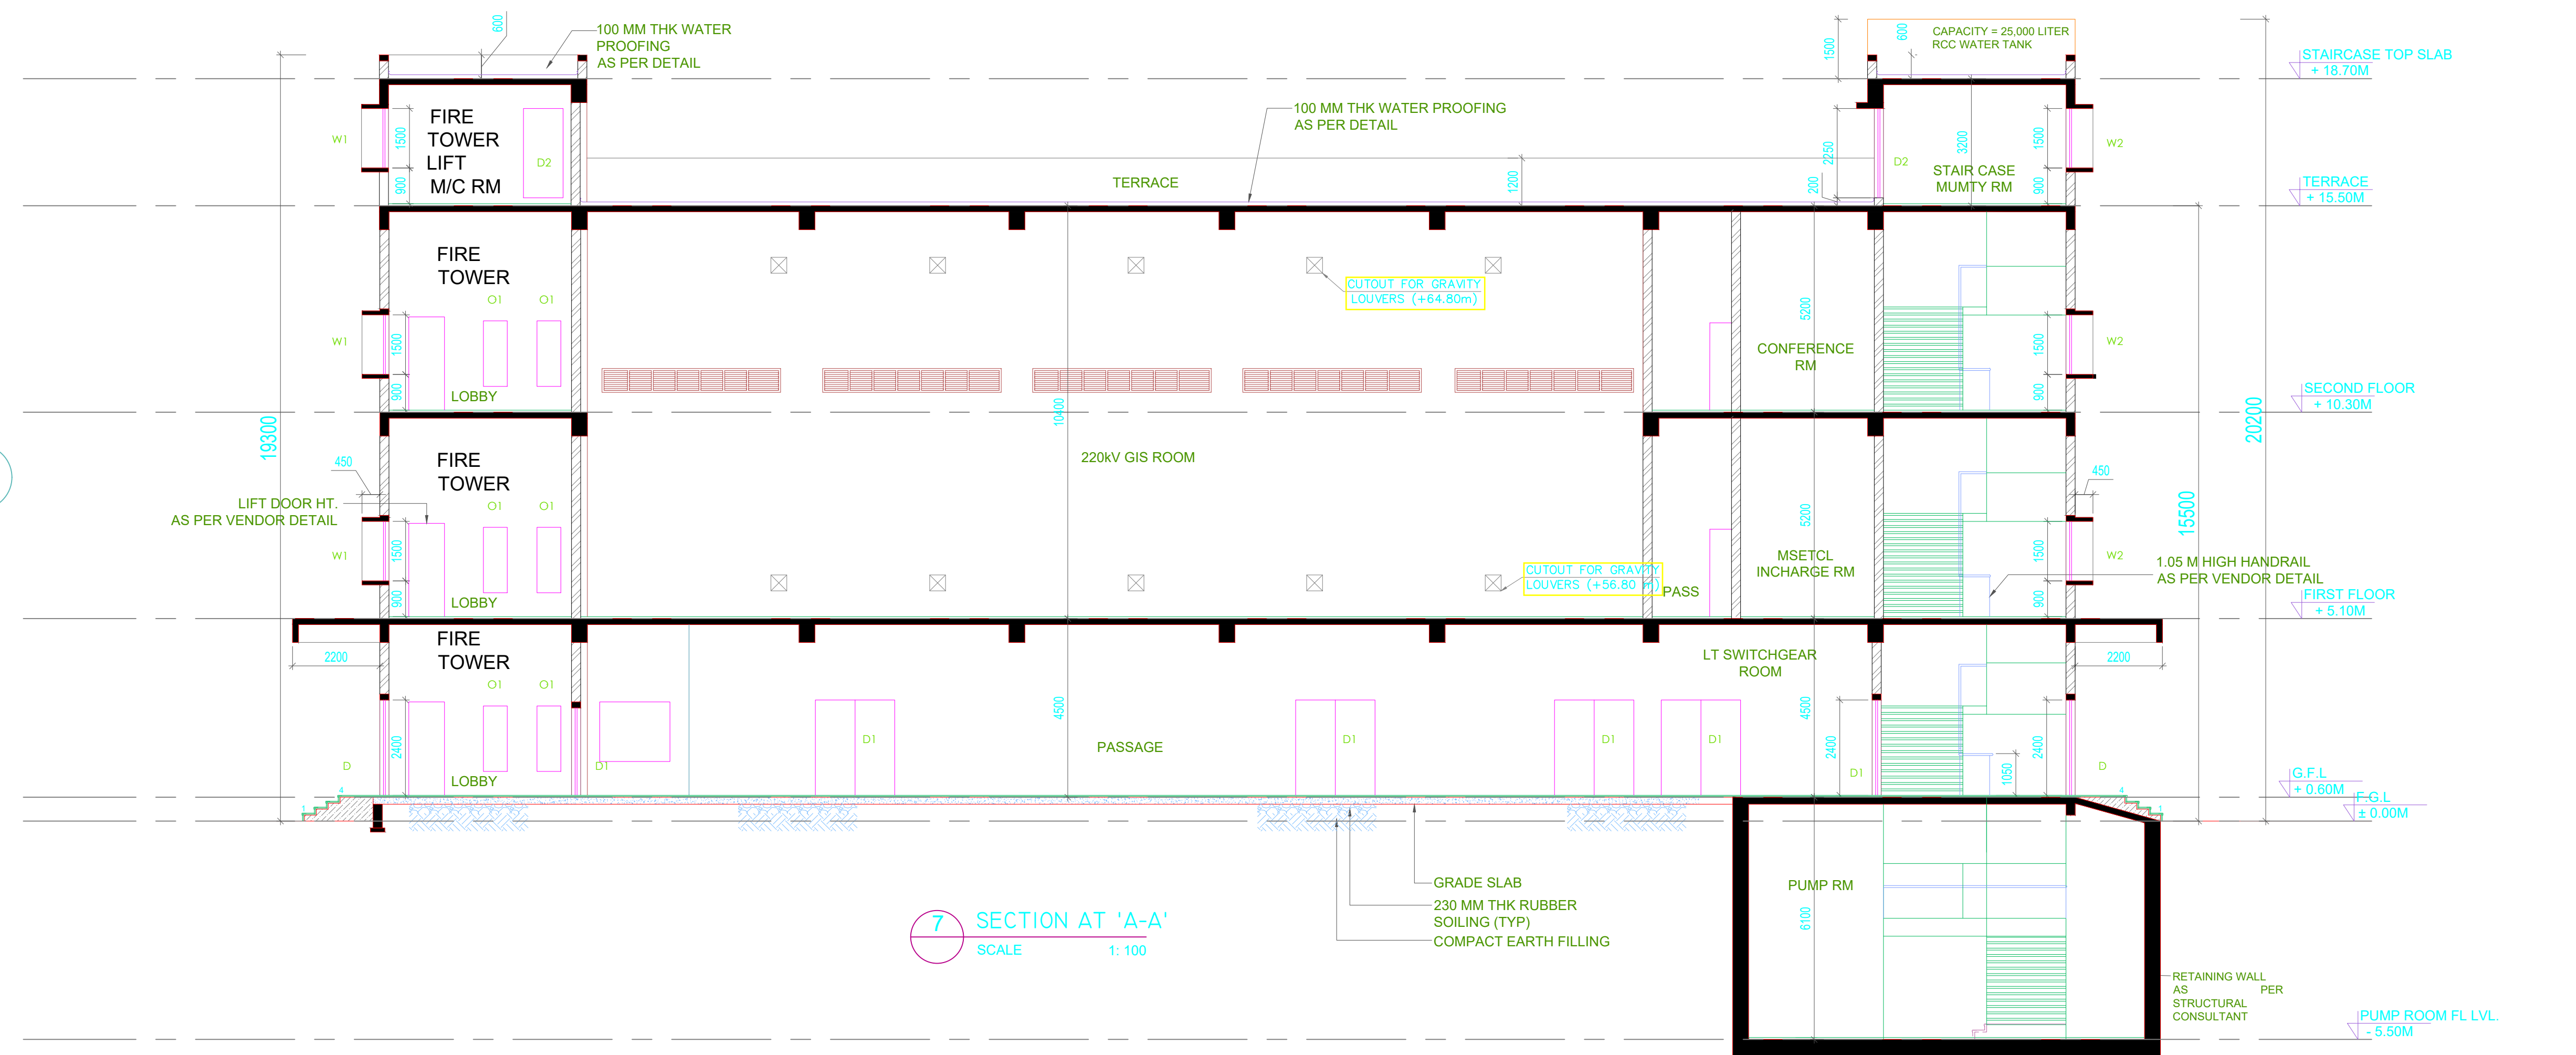 600
100 MM THK WATER
PROOFING
AS PER DETAIL
1500
600
CAPACITY = 25,000 LITER
RCC WATER TANK
STAIRCASE TOP SLAB
+ 18.70M
FIRE
TOWER
LIFT
M/C RM
W1
1500
900
D2
100 MM THK WATER PROOFING
AS PER DETAIL
TERRACE
1200
2250
200
D2
3200
STAIR CASE
MUMTY RM
1500
900
W2
TERRACE
+ 15.50M
FIRE
TOWER
O1
O1
W1
1500
900
LOBBY
CUTOUT FOR GRAVITY
LOUVERS (+64.80m)
10400
5200
CONFERENCE
RM
1500
900
W2
SECOND FLOOR
+ 10.30M
19300
20200
15500
450
FIRE
TOWER
220kV GIS ROOM
450
LIFT DOOR HT.
AS PER VENDOR DETAIL
O1
O1
W1
1500
900
LOBBY
CUTOUT FOR GRAVITY
LOUVERS (+56.80 m)
PASS
5200
MSETCL
INCHARGE RM
1500
900
W2
1.05 M HIGH HANDRAIL
AS PER VENDOR DETAIL
FIRST FLOOR
+ 5.10M
FIRE
TOWER
2200
O1
O1
LT SWITCHGEAR
ROOM
2200
D
2400
LOBBY
D1
D1
4500
PASSAGE
D1
D1
D1
4500
2400
D1
1050
2400
D
1
4
4
1
G.F.L
+ 0.60M
F.G.L
± 0.00M
GRADE SLAB
230 MM THK RUBBER
SOILING (TYP)
COMPACT EARTH FILLING
7
SECTION AT 'A-A'
SCALE 1: 100
PUMP RM
6100
RETAINING WALL
AS PER
STRUCTURAL
CONSULTANT
PUMP ROOM FL LVL.
- 5.50M